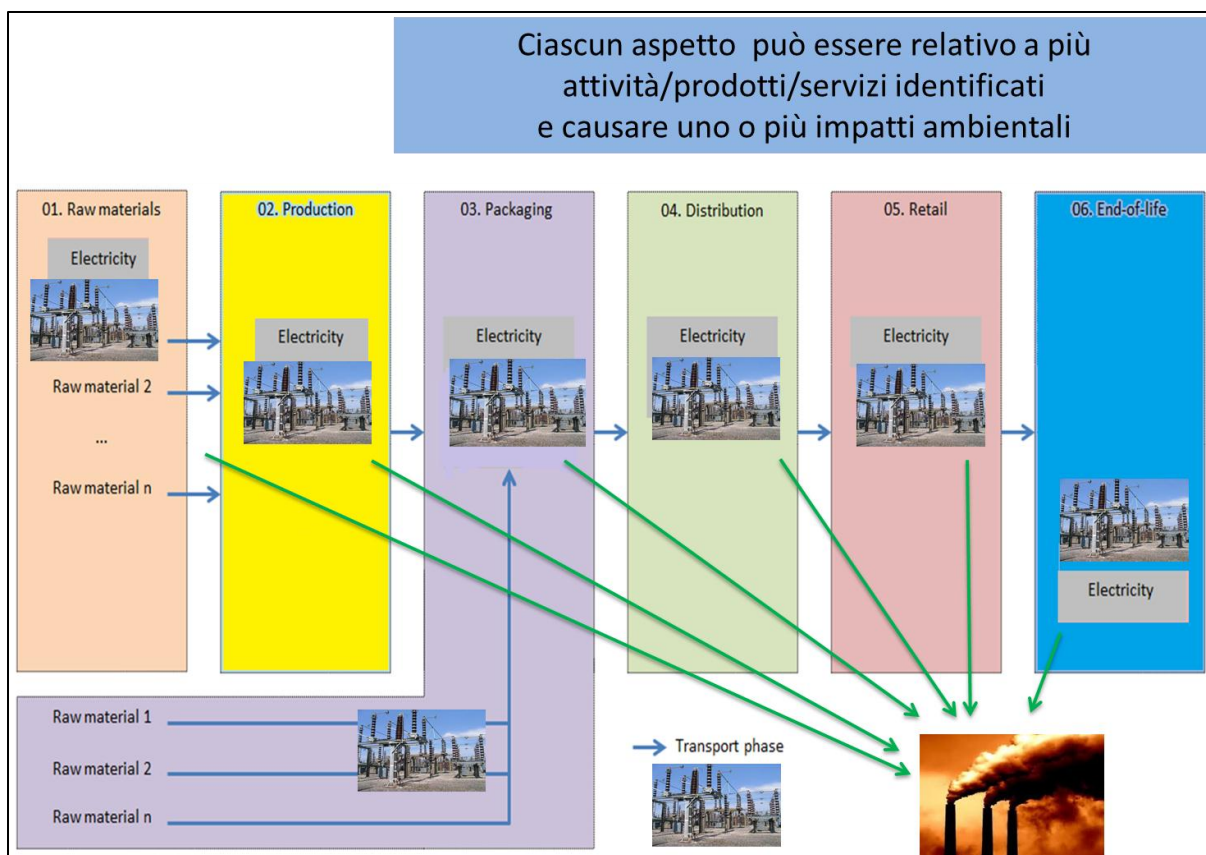 Ciascun aspetto può essere relativo a più
attività/prodotti/servizi identificati
e causare uno o più impatti ambientali
01. Raw materials
Electricity
Raw material 2
...
Raw material n
02. Production
Electricity
03. Packaging
Electricity
04. Distribution
Electricity
05. Retail
Electricity
06. End-of-life
Electricity
Raw material 1
Raw material 2
Raw material n
Transport phase